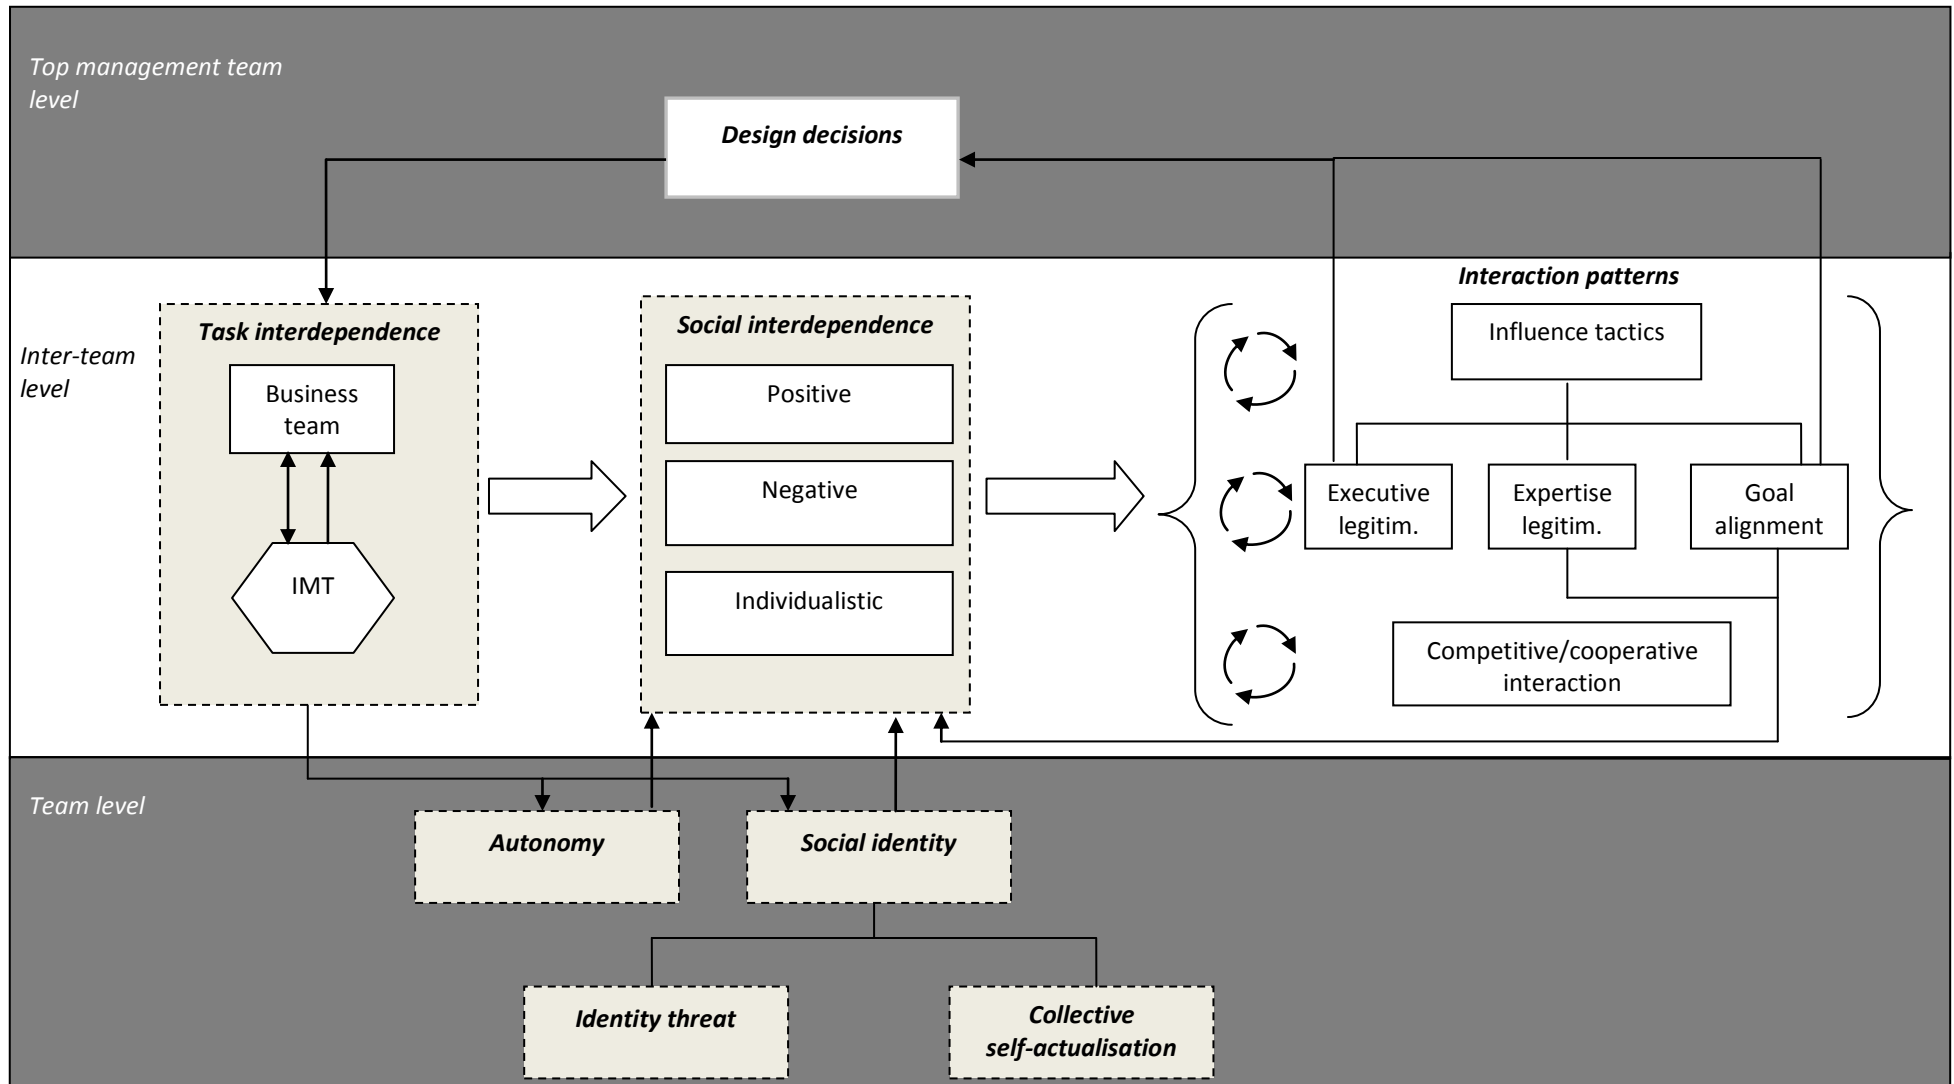 Top management team
level
Design decisions
Inter-team
level
Task interdependence
Business
team
IMT
Social interdependence
Positive
Negative
Individualistic
Interaction patterns
Influence tactics
Executive
legitim.
Expertise
legitim.
Goal
alignment
Competitive/cooperative
interaction
Team level
Autonomy
Social identity
Identity threat
Collective
self-actualisation